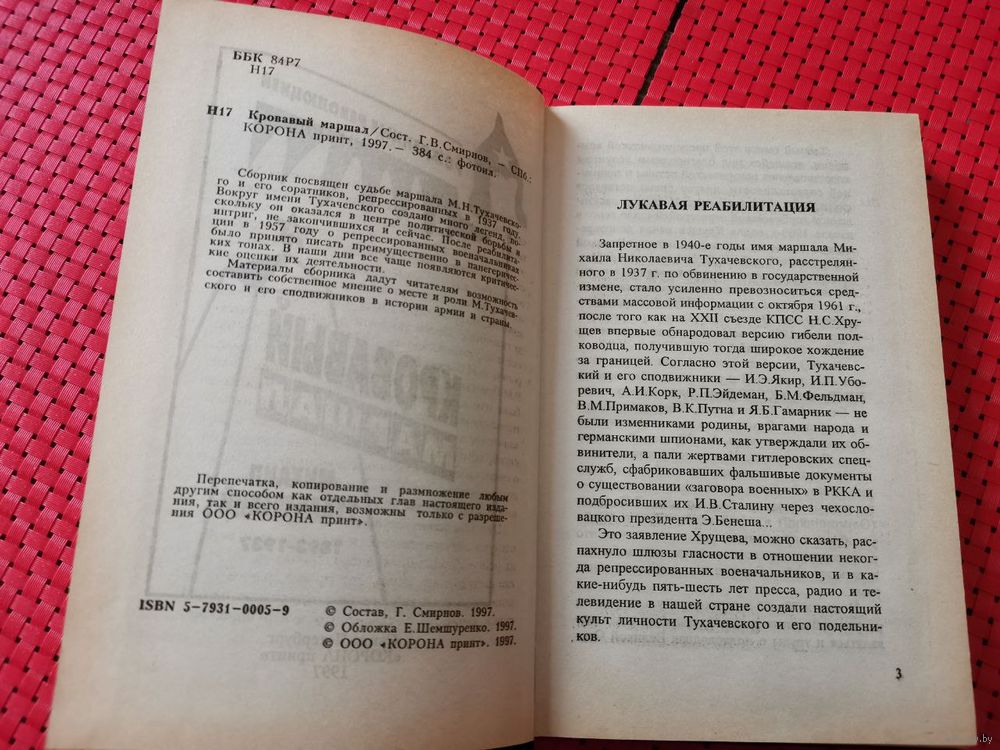 ББК 84Р7
Н17
Н17 Кровавый маршал/Сост. Г.В.Смирнов, — СПб.:
КОРОНА принт, 1997.— 384 с.: фотоил.
Сборник посвящен судьбе маршала М.Н.Тухачевско-
го и его соратников, репрессированных в 1937 году.
Вокруг имени Тухачевского создано много легенд, по-
скольку он оказался в центре политической борьбы и
интриг, не закончившихся и сейчас. После реабилита-
ции в 1957 году о репрессированных военачальниках
было принято писать преимущественно в панегиричес-
ких тонах. В наши дни все чаще появляются критичес-
кие оценки их деятельности.
Материалы сборника дадут читателям возможность
составить собственное мнение о месте и роли М.Тухачев-
ского и его сподвижников в истории армии и страны.
Перепечатка, копирование и размножение любым
другим способом как отдельных глав настоящего изда-
ния, так и всего издания, возможны только с разреше-
ния ООО «КОРОНА принт».
ISBN 5-7931-0005-9
© Состав, Г. Смирнов. 1997.
© Обложка Е.Шемшуренко. 1997.
© ООО «КОРОНА принт». 1997.
ЛУКАВАЯ РЕАБИЛИТАЦИЯ
Запретное в 1940-е годы имя маршала Ми-
хаила Николаевича Тухачевского, расстрелян-
ного в 1937 г. по обвинению в государственной
измене, стало усиленно превозноситься сред-
ствами массовой информации с октября 1961 г.,
после того как на XXII съезде КПСС Н.С.Хру-
щев впервые обнародовал версию гибели пол-
ководца, получившую тогда широкое хождение
за границей. Согласно этой версии, Тухачевс-
кий и его сподвижники — И.Э.Якир, И.П.Убо-
ревич, А.И.Корк, Р.П.Эйдеман, Б.М.Фельдман,
В.М.Примаков, В.К.Путна и Я.Б.Гамарник — не
были изменниками родины, врагами народа и
германскими шпионами, как утверждали их об-
винители, а пали жертвами гитлеровских спец-
служб, сфабриковавших фальшивые документы
о существовании «заговора военных» в РККА и
подбросивших их И.В.Сталину через чехосло-
вацкого президента Э.Бенеша...
Это заявление Хрущева, можно сказать, рас-
пахнуло шлюзы гласности в отношении неког-
да репрессированных военачальников, и в ка-
кие-нибудь пять-шесть лет пресса, радио и те-
левидение в нашей стране создали настоящий
культ личности Тухачевского и его подельни-
ков.
3